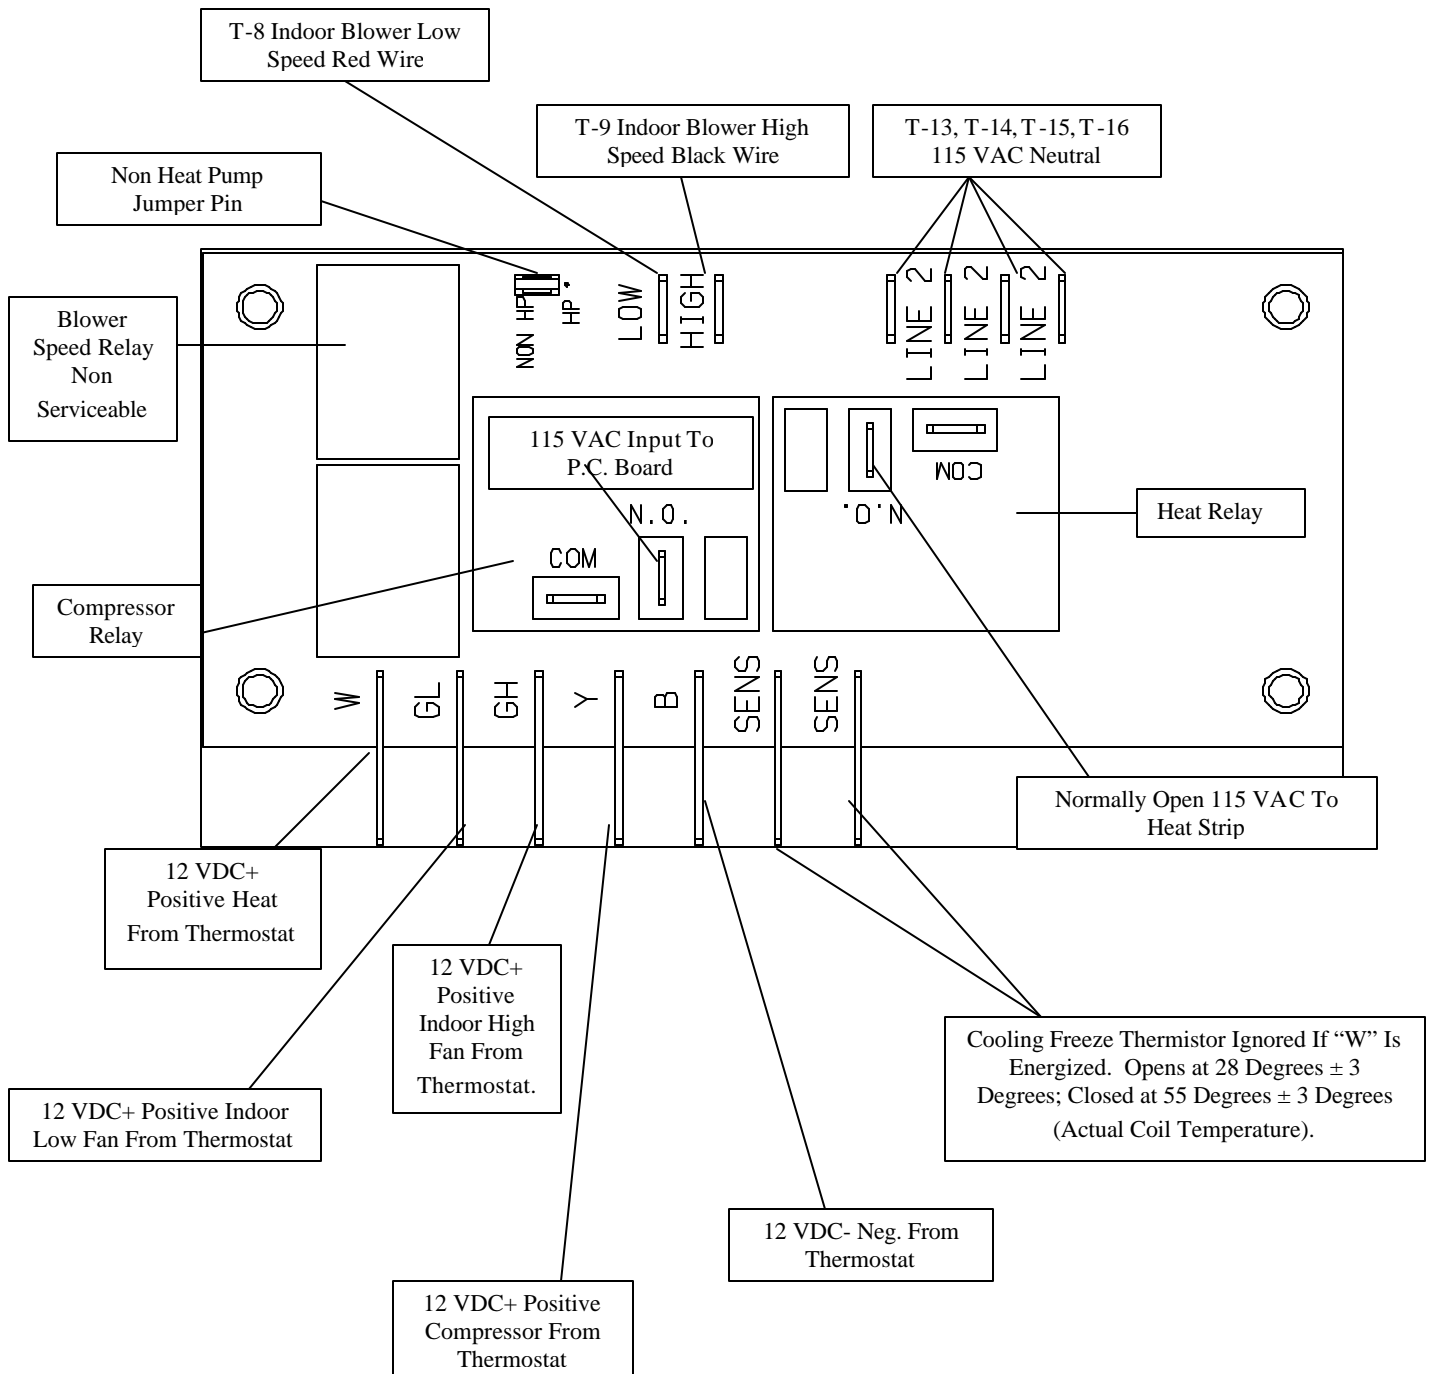 T-8 Indoor Blower Low
Speed Red Wire
T-9 Indoor Blower High
Speed Black Wire
T-13, T-14, T-15, T-16
115 VAC Neutral
Non Heat Pump
Jumper Pin
Blower
Speed Relay
Non
Serviceable
NON HP
HP.
LOW
HIGH
LINE 2
LINE 2
LINE 2
115 VAC Input To
P.C. Board
N.O.
COM
COM
N.O.
Heat Relay
Compressor
Relay
W
GL
GH
Y
B
SENS
SENS
Normally Open 115 VAC To
Heat Strip
12 VDC+
Positive Heat
From Thermostat
12 VDC+
Positive
Indoor High
Fan From
Thermostat.
Cooling Freeze Thermistor Ignored If “W” Is
Energized. Opens at 28 Degrees ± 3
Degrees; Closed at 55 Degrees ± 3 Degrees
(Actual Coil Temperature).
12 VDC+ Positive Indoor
Low Fan From Thermostat
12 VDC- Neg. From
Thermostat
12 VDC+ Positive
Compressor From
Thermostat